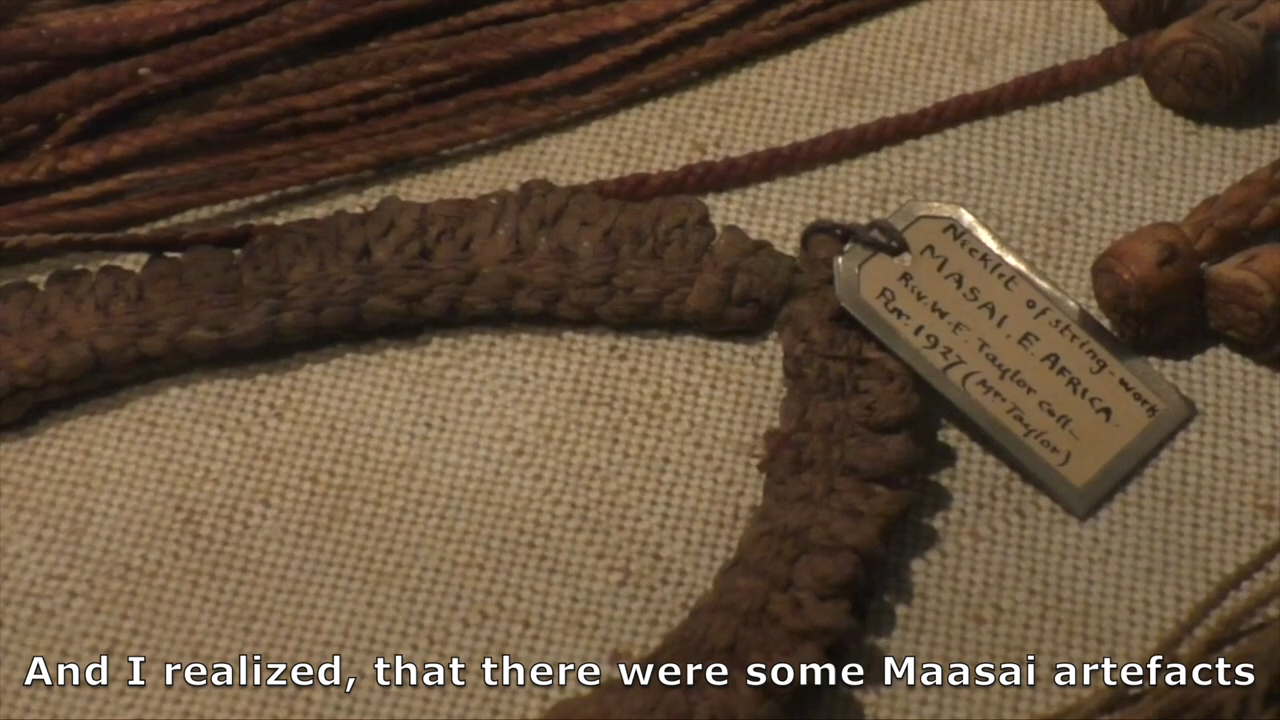 Necklet of string-work
MASAI. E. AFRICA.
Rev. W. E. Taylor coll-
Pur. 1927 (Mr Taylor)
And I realized, that there were some Maasai artefacts